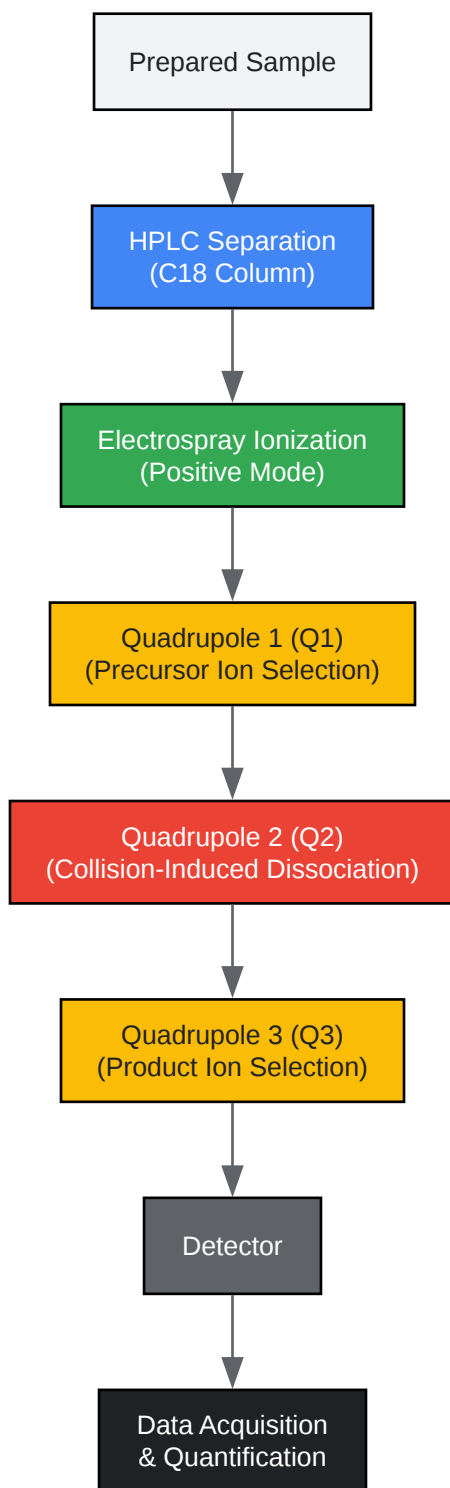 Prepared Sample
HPLC Separation
(C18 Column)
Electrospray Ionization
(Positive Mode)
Quadrupole 1 (Q1)
(Precursor Ion Selection)
Quadrupole 2 (Q2)
(Collision-Induced Dissociation)
Quadrupole 3 (Q3)
(Product Ion Selection)
Detector
Data Acquisition
& Quantification